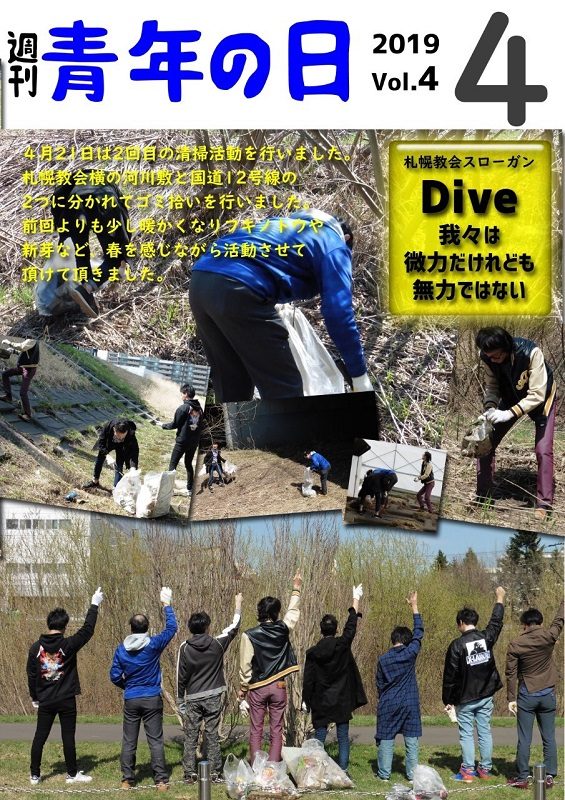 週刊 青年の日 2019 Vol.4 4
4月21日は2回目の清掃活動を行いました。
札幌教会横の河川敷と国道12号線の
2つに分かれてゴミ拾いを行いました。
前回よりも少し暖かくなりフキノトウや
新芽など、春を感じながら活動させて
頂けて頂きました。
札幌教会スローガン
Dive
我々は
微力だけれども
無力ではない